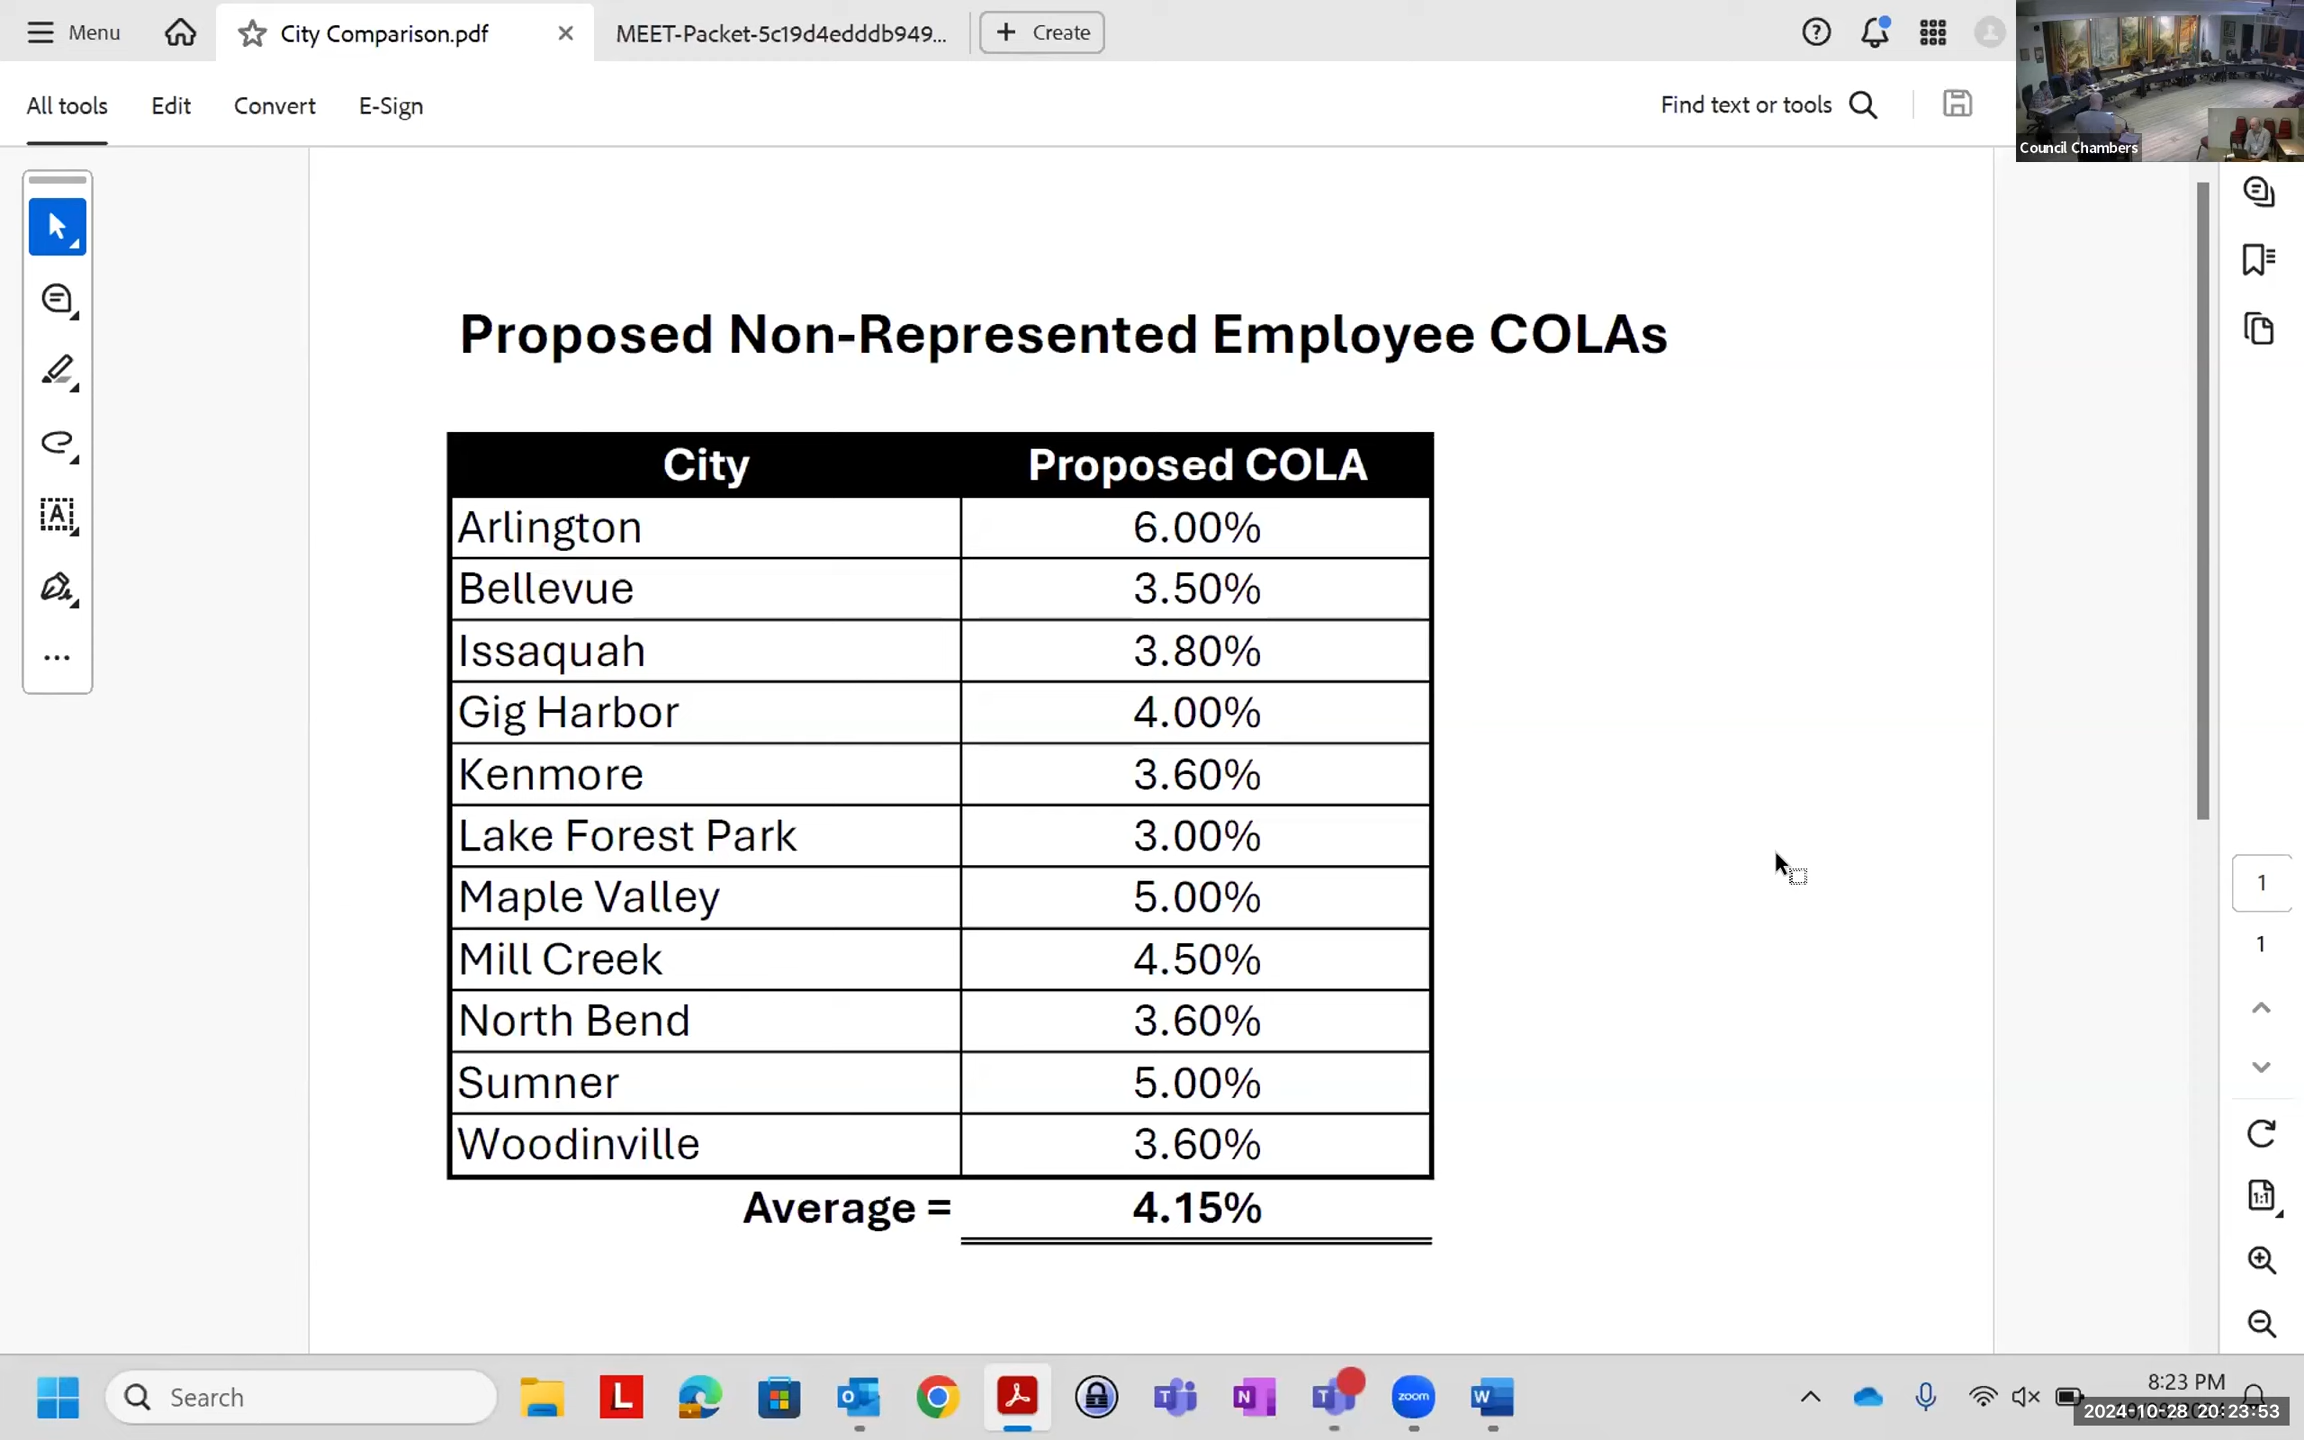 Menu
City Comparison.pdf
MEET-Packet-5c19d4edddb949...
Create
All tools
Edit
Convert
E-Sign
Find text or tools
Council Chambers
Proposed Non-Represented Employee COLAs
City Proposed COLA
Arlington 6.00%
Bellevue 3.50%
Issaquah 3.80%
Gig Harbor 4.00%
Kenmore 3.60%
Lake Forest Park 3.00%
Maple Valley 5.00%
Mill Creek 4.50%
North Bend 3.60%
Sumner 5.00%
Woodinville 3.60%
Average = 4.15%
1
1
1:1
Search
L
O
T
N
T
zoom
W
8:23 PM
2024-10-28 20:23:53